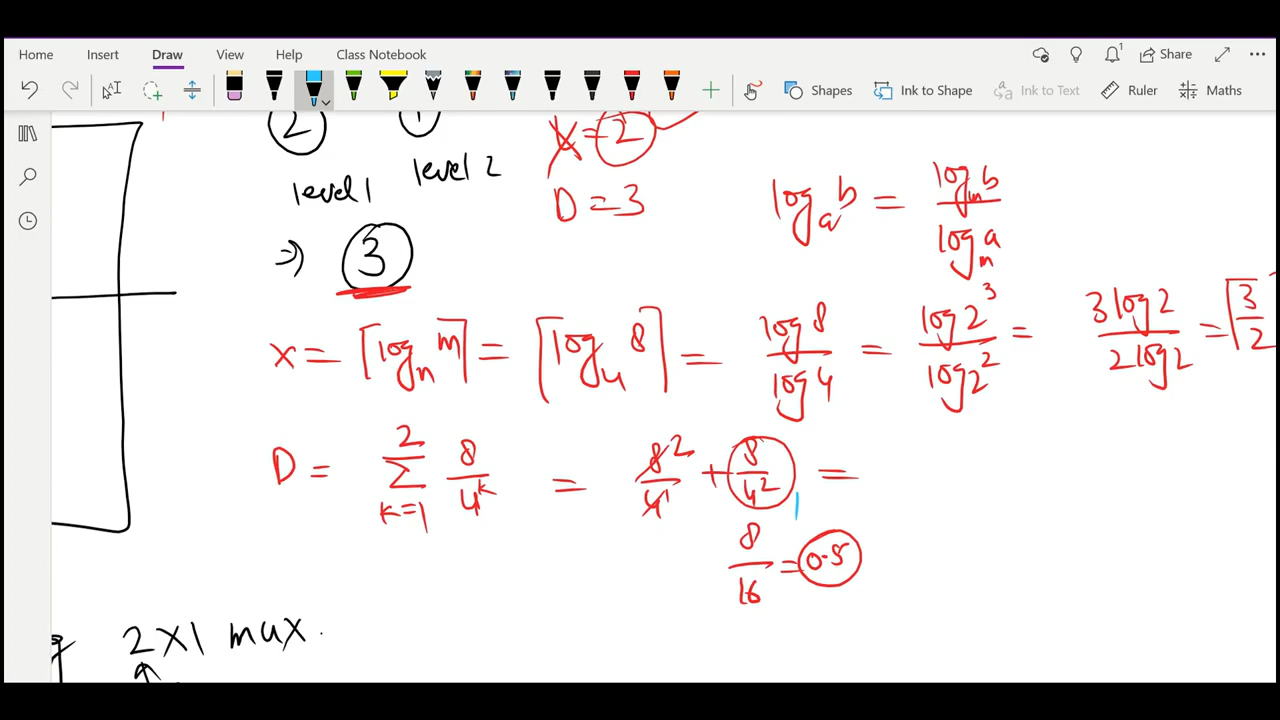 Home Insert Draw View Help Class Notebook Share
Shapes Ink to Shape Ink to Text Ruler Maths
2 1 X = 2
level 1 level 2 D = 3
log_a b = log_m b / log_m a
⇒ 3
x = ⌈log_n m⌉ = ⌈log_4 8⌉ = log 8 / log 4 = log 2^3 / log 2^2 = 3 log 2 / 2 log 2 = 3/2
D = Σ_{k=1}^{2} 8/4^k = 8/4^1 2 + 8/4^2 =
8/16 = 0.5
2X1 mux.